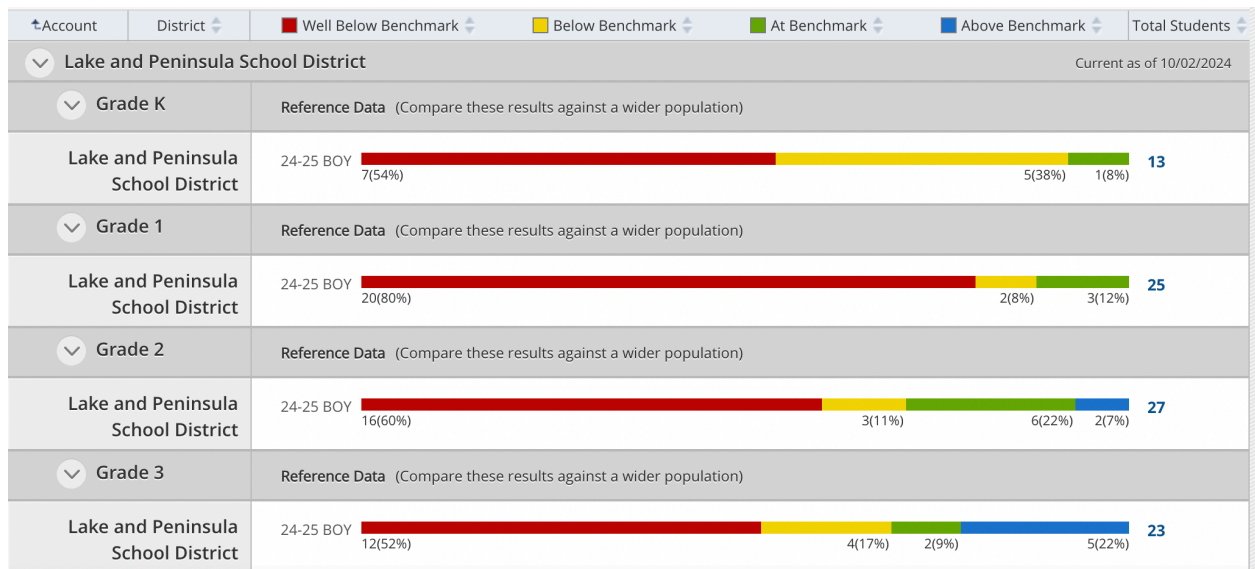 Account District Well Below Benchmark Below Benchmark At Benchmark Above Benchmark Total Students
Lake and Peninsula School District Current as of 10/02/2024
Grade K Reference Data (Compare these results against a wider population)
Lake and Peninsula
School District
24-25 BOY 13
7(54%) 5(38%) 1(8%)
Grade 1 Reference Data (Compare these results against a wider population)
Lake and Peninsula
School District
24-25 BOY 25
20(80%) 2(8%) 3(12%)
Grade 2 Reference Data (Compare these results against a wider population)
Lake and Peninsula
School District
24-25 BOY 27
16(60%) 3(11%) 6(22%) 2(7%)
Grade 3 Reference Data (Compare these results against a wider population)
Lake and Peninsula
School District
24-25 BOY 23
12(52%) 4(17%) 2(9%) 5(22%)